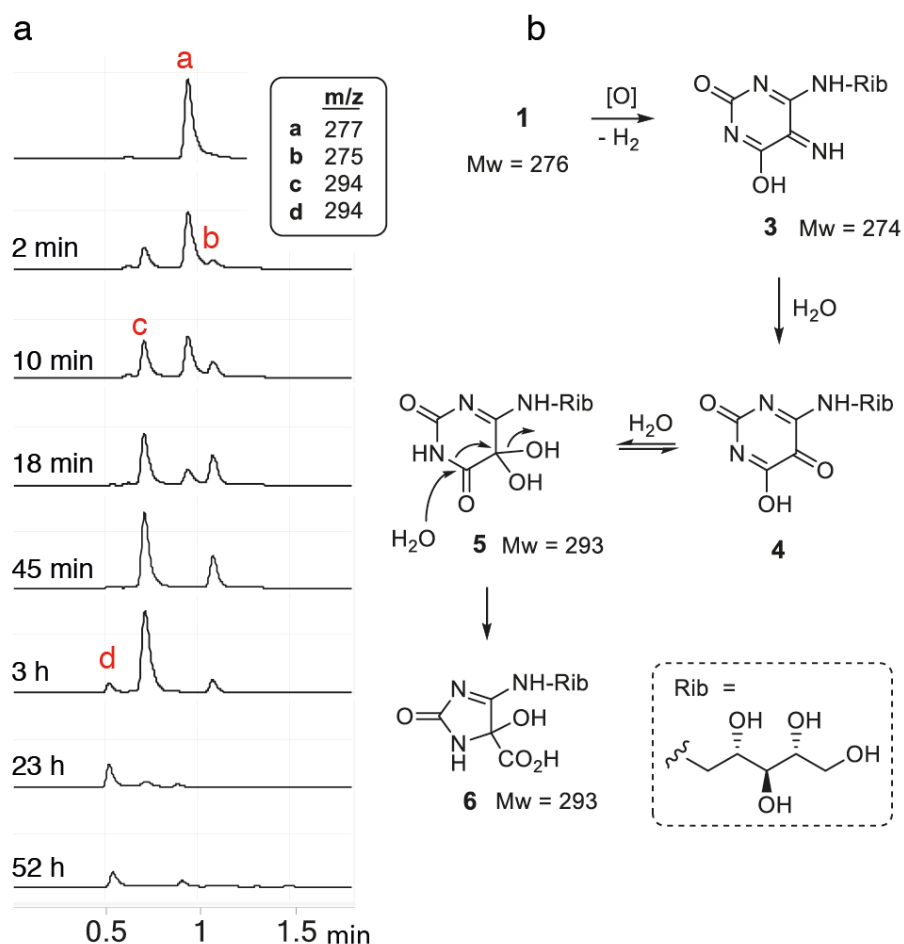 a
a
m/z
a 277
b 275
c 294
d 294
2 min
b
c
10 min
18 min
45 min
d
3 h
23 h
52 h
0.5 1 1.5 min
b
1
Mw = 276
[O]
- H2
O N NH-Rib
N NH
OH
3 Mw = 274
H2O
O N NH-Rib
HN OH
O OH
H2O
5 Mw = 293
H2O
O N NH-Rib
N O
OH
4
O N NH-Rib
OH
N
H CO2H
6 Mw = 293
Rib =
OH OH
OH
OH